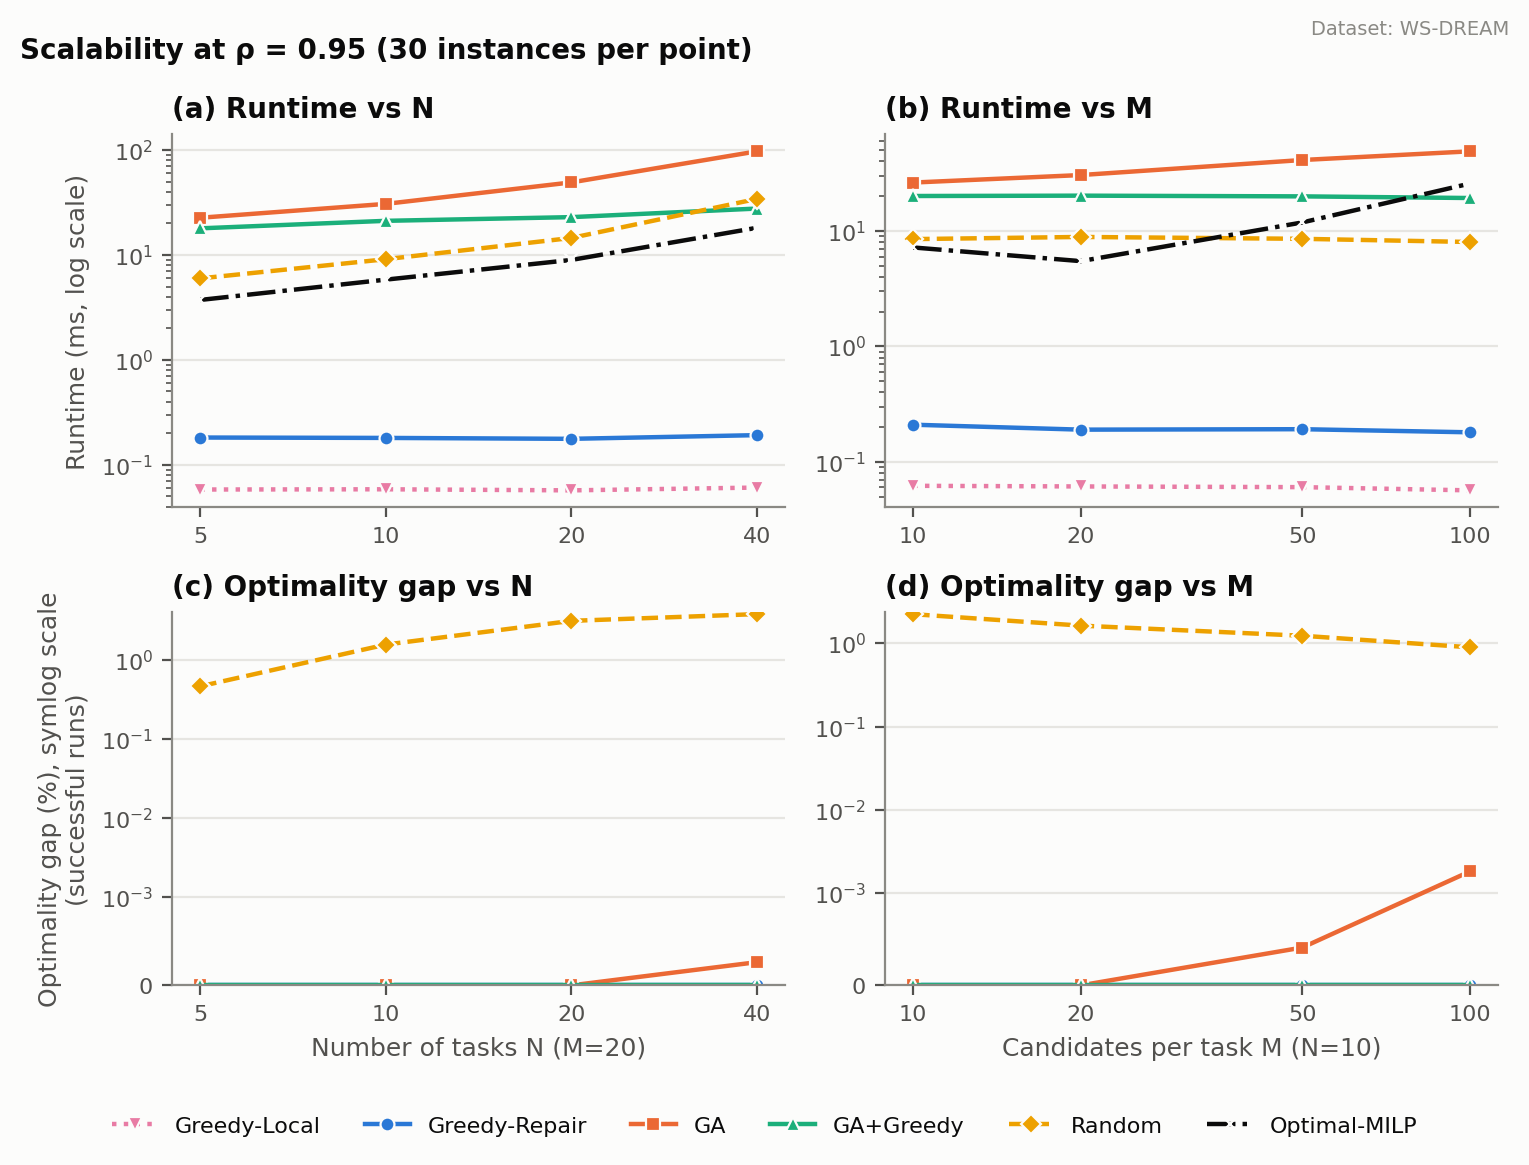 Dataset: WS-DREAM
Scalability at ρ = 0.95 (30 instances per point)
(a) Runtime vs N
Runtime (ms, log scale)
10²
10¹
10⁰
10⁻¹
5 10 20 40
(b) Runtime vs M
10¹
10⁰
10⁻¹
10 20 50 100
(c) Optimality gap vs N
Optimality gap (%), symlog scale
(successful runs)
10⁰
10⁻¹
10⁻²
10⁻³
0
5 10 20 40
Number of tasks N (M=20)
(d) Optimality gap vs M
10⁰
10⁻¹
10⁻²
10⁻³
0
10 20 50 100
Candidates per task M (N=10)
Greedy-Local Greedy-Repair GA GA+Greedy Random Optimal-MILP